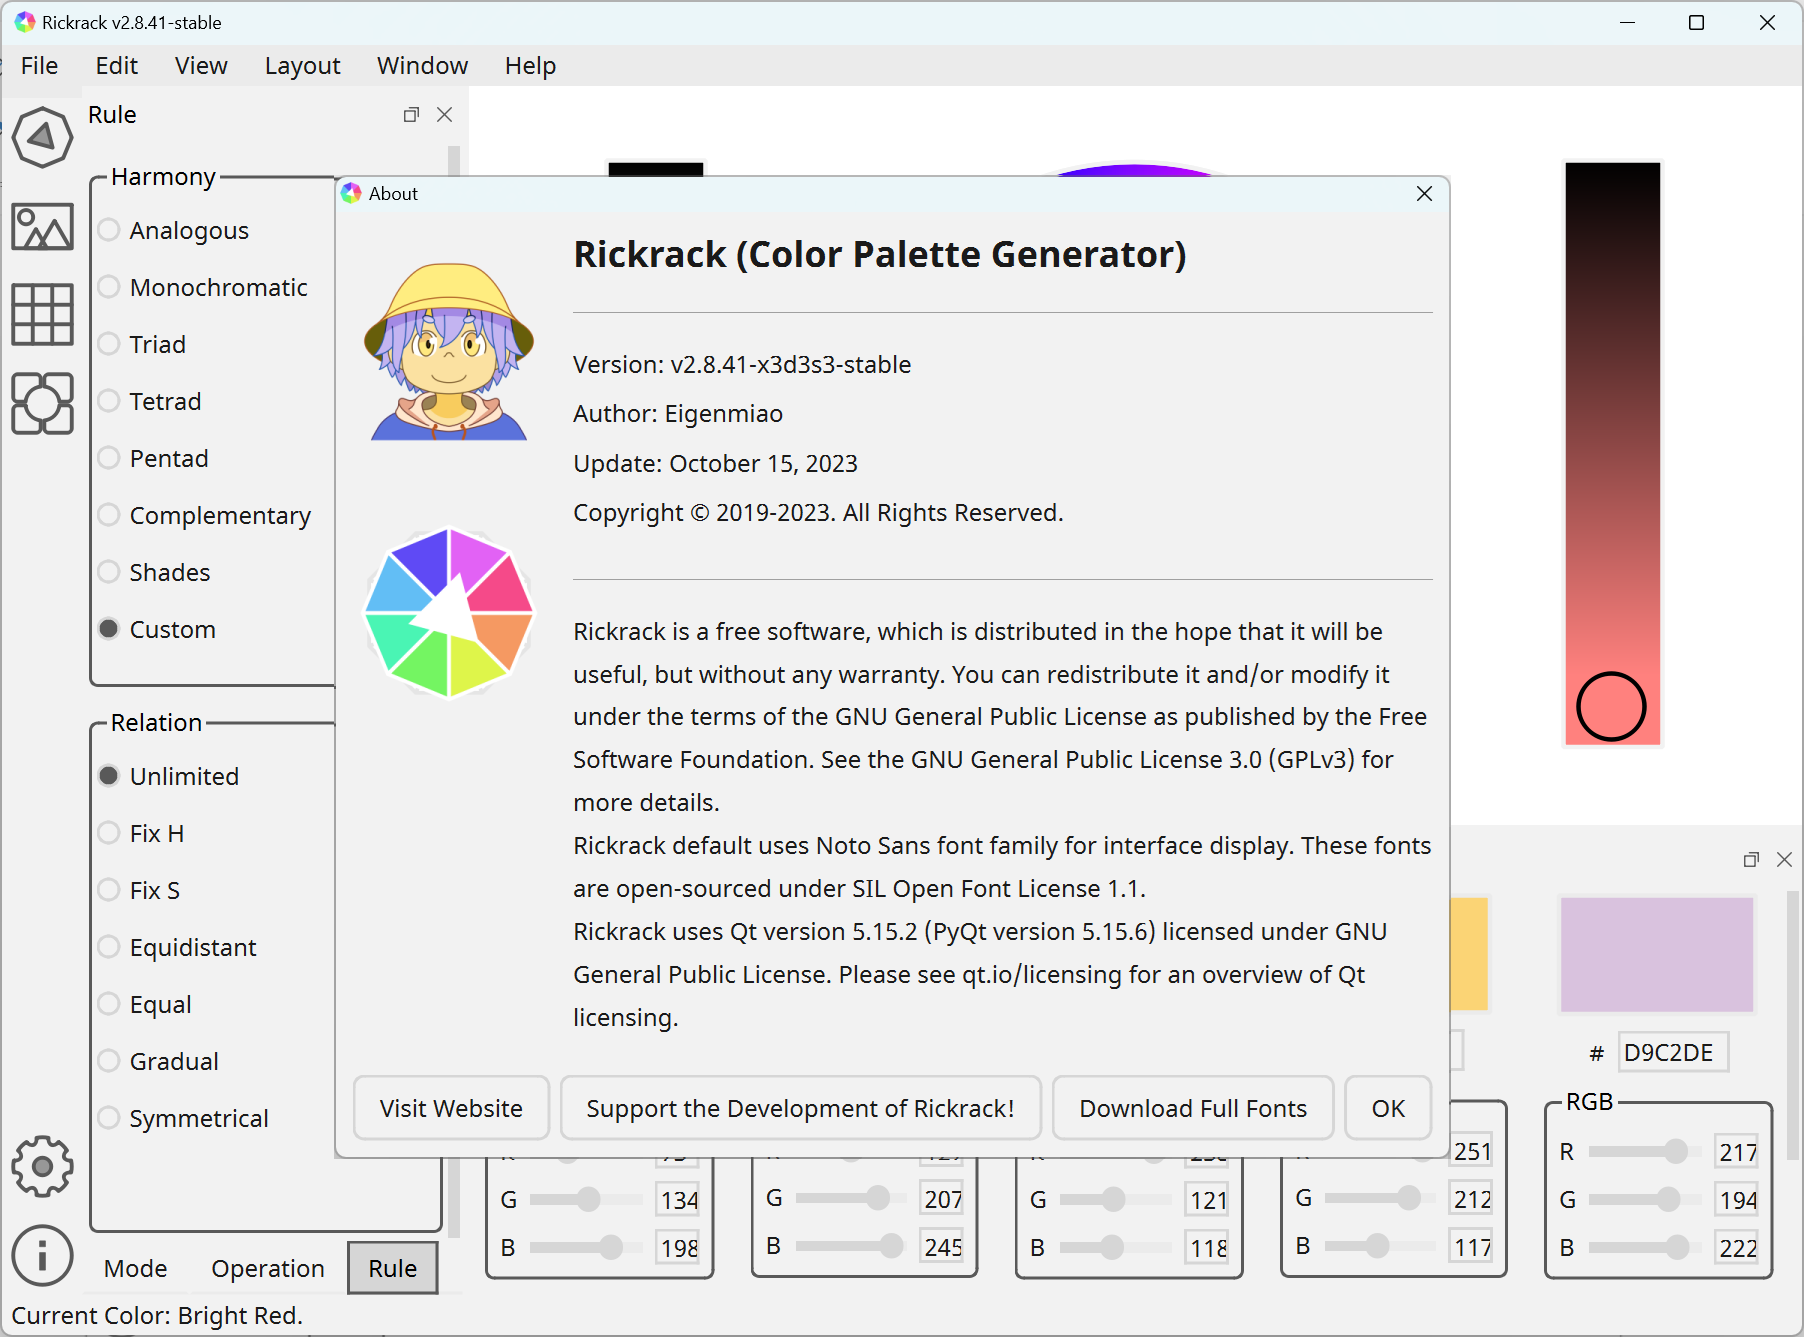 Rickrack v2.8.41-stable
File Edit View Layout Window Help
Rule
Harmony
Analogous
Monochromatic
Triad
Tetrad
Pentad
Complementary
Shades
Custom
Relation
Unlimited
Fix H
Fix S
Equidistant
Equal
Gradual
Symmetrical
Mode Operation Rule
Current Color: Bright Red.
About
Rickrack (Color Palette Generator)
Version: v2.8.41-x3d3s3-stable
Author: Eigenmiao
Update: October 15, 2023
Copyright © 2019-2023. All Rights Reserved.
Rickrack is a free software, which is distributed in the hope that it will be
useful, but without any warranty. You can redistribute it and/or modify it
under the terms of the GNU General Public License as published by the Free
Software Foundation. See the GNU General Public License 3.0 (GPLv3) for
more details.
Rickrack default uses Noto Sans font family for interface display. These fonts
are open-sourced under SIL Open Font License 1.1.
Rickrack uses Qt version 5.15.2 (PyQt version 5.15.6) licensed under GNU
General Public License. Please see qt.io/licensing for an overview of Qt
licensing.
Visit Website Support the Development of Rickrack! Download Full Fonts OK
# D9C2DE
G 134
B 198
G 207
B 245
G 121
B 118
251
G 212
B 117
RGB
R 217
G 194
B 222